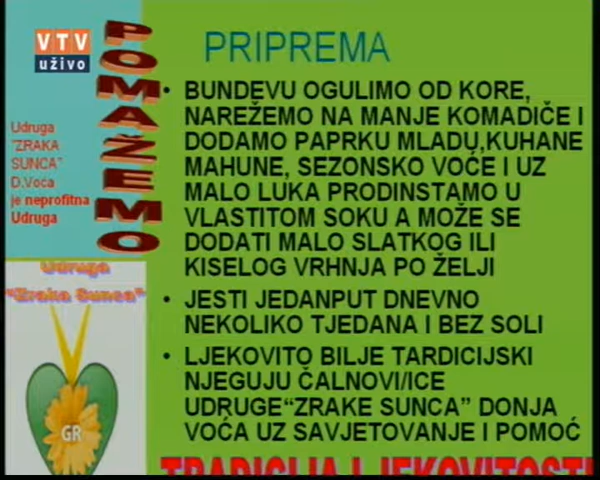 VTV
uživo
POMAŽEMO
Udruga
"ZRAKA
SUNCA"
D.Voća
je neprofitna
Udruga
Udruga
"Zraka Sunca"
GR
PRIPREMA
• BUNDEVU OGULIMO OD KORE,
NAREŽEMO NA MANJE KOMADIČE I
DODAMO PAPRKU MLADU,KUHANE
MAHUNE, SEZONSKO VOĆE I UZ
MALO LUKA PRODINSTAMO U
VLASTITOM SOKU A MOŽE SE
DODATI MALO SLATKOG ILI
KISELOG VRHNJA PO ŽELJI
• JESTI JEDANPUT DNEVNO
NEKOLIKO TJEDANA I BEZ SOLI
• LJEKOVITO BILJE TARDICIJSKI
NJEGUJU ČALNOVI/ICE
UDRUGE“ZRAKE SUNCA” DONJA
VOĆA UZ SAVJETOVANJE I POMOĆ
TRADICIJA LJEKOVITOSTI